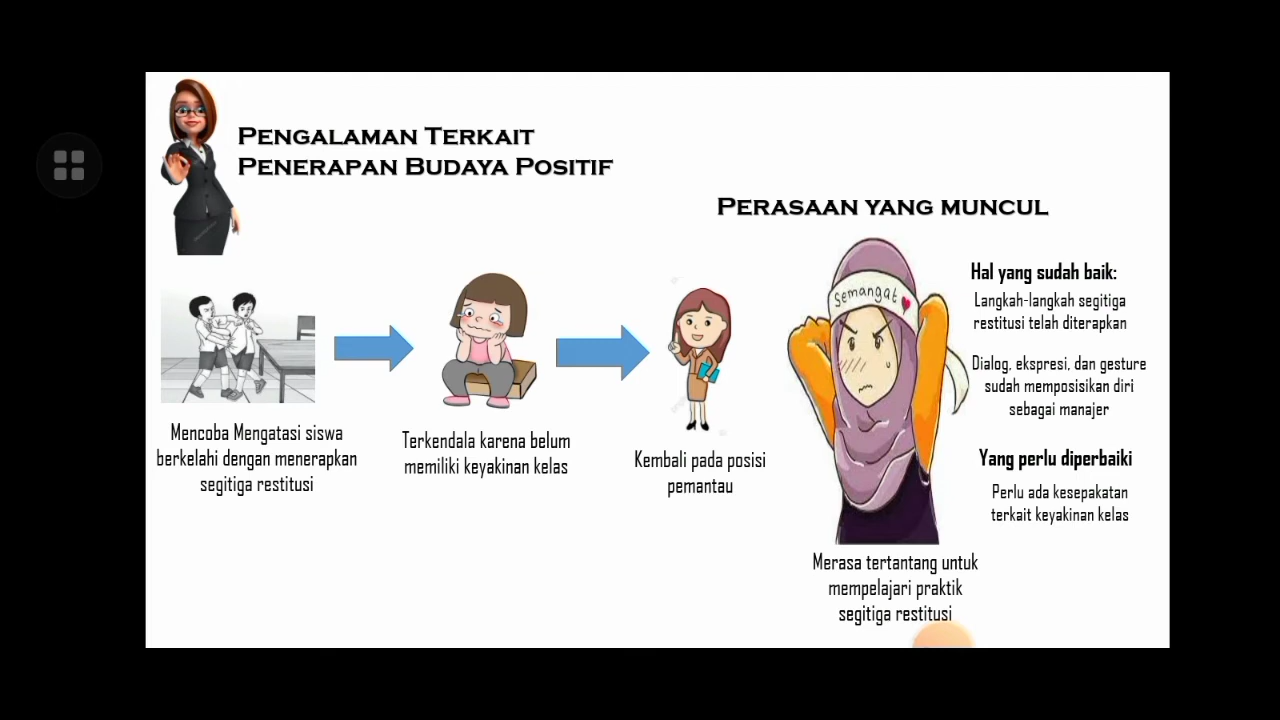 PENGALAMAN TERKAIT
PENERAPAN BUDAYA POSITIF
Mencoba Mengatasi siswa
berkelahi dengan menerapkan
segitiga restitusi
Terkendala karena belum
memiliki keyakinan kelas
Kembali pada posisi
pemantau
PERASAAN YANG MUNCUL
Semangat
Merasa tertantang untuk
mempelajari praktik
segitiga restitusi
Hal yang sudah baik:
Langkah-langkah segitiga
restitusi telah diterapkan
Dialog, ekspresi, dan gesture
sudah memposisikan diri
sebagai manajer
Yang perlu diperbaiki
Perlu ada kesepakatan
terkait keyakinan kelas